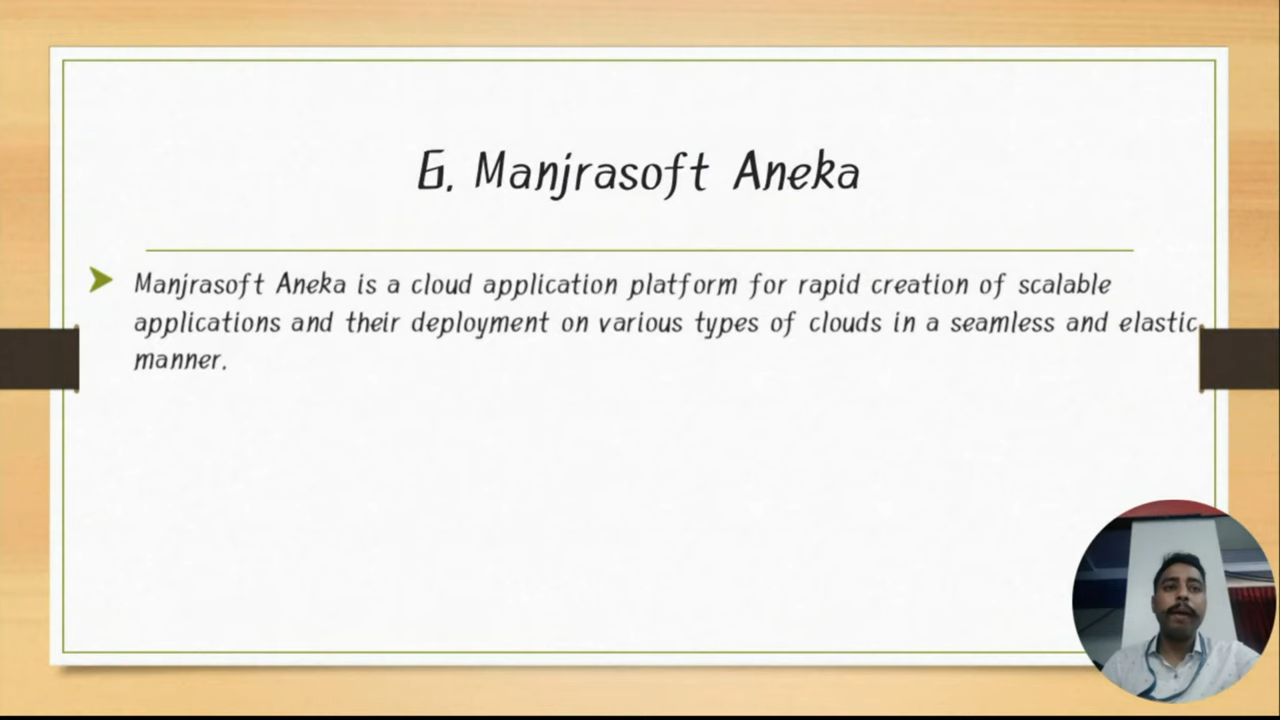 6. Manjrasoft Aneka
Manjrasoft Aneka is a cloud application platform for rapid creation of scalable
applications and their deployment on various types of clouds in a seamless and elastic
manner.